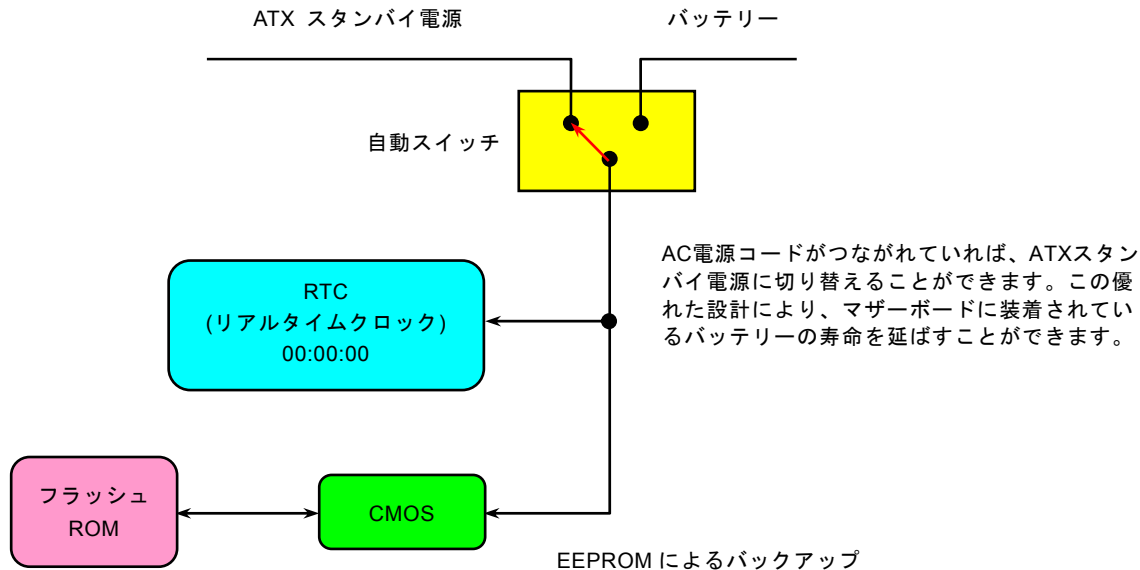 ATX スタンバイ電源
バッテリー
自動スイッチ
AC電源コードがつながれていれば、ATXスタン
バイ電源に切り替えることができます。この優
れた設計により、マザーボードに装着されてい
るバッテリーの寿命を延ばすことができます。
RTC
(リアルタイムクロック)
00:00:00
フラッシュ
ROM
CMOS
EEPROM によるバックアップ